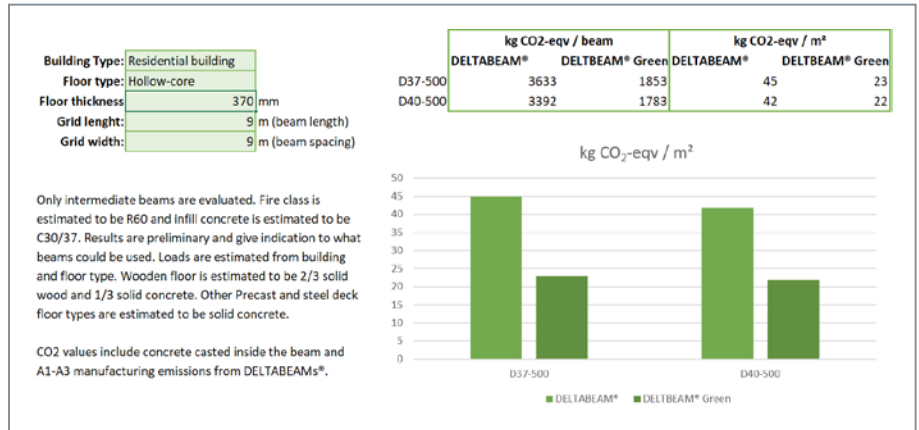 Building Type: Residential building
Floor type: Hollow-core
Floor thickness 370 mm
Grid lenght: 9 m (beam length)
Grid width: 9 m (beam spacing)
kg CO2-eqv / beam kg CO2-eqv / m²
DELTABEAM® DELTBEAM® Green DELTABEAM® DELTBEAM® Green
D37-500 3633 1853 45 23
D40-500 3392 1783 42 22
Only intermediate beams are evaluated. Fire class is
estimated to be R60 and infill concrete is estimated to be
C30/37. Results are preliminary and give indication to what
beams could be used. Loads are estimated from building
and floor type. Wooden floor is estimated to be 2/3 solid
wood and 1/3 solid concrete. Other Precast and steel deck
floor types are estimated to be solid concrete.
CO2 values include concrete casted inside the beam and
A1-A3 manufacturing emissions from DELTABEAMs®.
kg CO₂-eqv / m²
50
45
40
35
30
25
20
15
10
5
0
D37-500 D40-500
DELTABEAM® DELTBEAM® Green